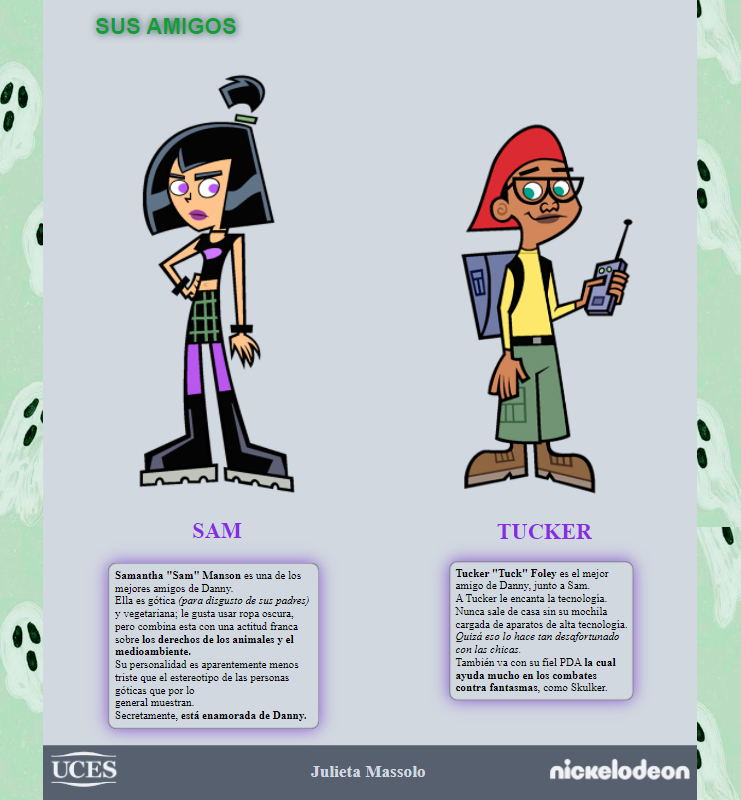 SUS AMIGOS
SAM
Samantha "Sam" Manson es una de los
mejores amigos de Danny.
Ella es gótica (para disgusto de sus padres)
y vegetariana; le gusta usar ropa oscura,
pero combina esta con una actitud franca
sobre los derechos de los animales y el
medioambiente.
Su personalidad es aparentemente menos
triste que el estereotipo de las personas
góticas que por lo
general muestran.
Secretamente, está enamorada de Danny.
TUCKER
Tucker "Tuck" Foley es el mejor
amigo de Danny, junto a Sam.
A Tucker le encanta la tecnología.
Nunca sale de casa sin su mochila
cargada de aparatos de alta tecnología.
Quizá eso lo hace tan desafortunado
con las chicas.
También va con su fiel PDA la cual
ayuda mucho en los combates
contra fantasmas, como Skulker.
UCES
Julieta Massolo
nickelodeon